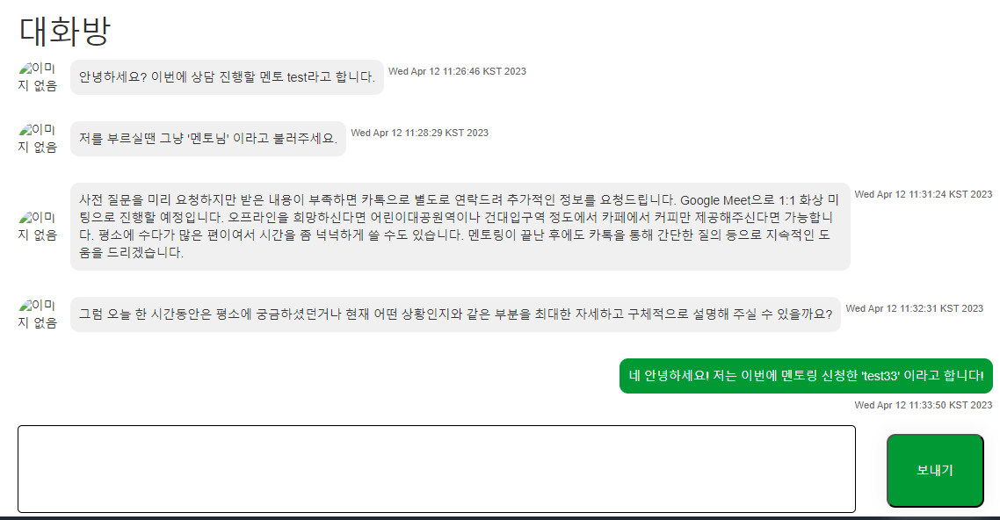 대화방
이미
지 없음
안녕하세요? 이번에 상담 진행할 멘토 test라고 합니다.
Wed Apr 12 11:26:46 KST 2023
이미
지 없음
저를 부르실땐 그냥 '멘토님' 이라고 불러주세요.
Wed Apr 12 11:28:29 KST 2023
이미
지 없음
사전 질문을 미리 요청하지만 받은 내용이 부족하면 카톡으로 별도로 연락드려 추가적인 정보를 요청드립니다. Google Meet으로 1:1 화상 미
팅으로 진행할 예정입니다. 오프라인을 희망하신다면 어린이대공원역이나 건대입구역 정도에서 카페에서 커피만 제공해주신다면 가능합니
다. 평소에 수다가 많은 편이여서 시간을 좀 넉넉하게 쓸 수도 있습니다. 멘토링이 끝난 후에도 카톡을 통해 간단한 질의 등으로 지속적인 도
움을 드리겠습니다.
Wed Apr 12 11:31:24 KST 2023
이미
지 없음
그럼 오늘 한 시간동안은 평소에 궁금하셨던거나 현재 어떤 상황인지와 같은 부분을 최대한 자세하고 구체적으로 설명해 주실 수 있을까요?
Wed Apr 12 11:32:31 KST 2023
네 안녕하세요! 저는 이번에 멘토링 신청한 'test33' 이라고 합니다!
Wed Apr 12 11:33:50 KST 2023
보내기